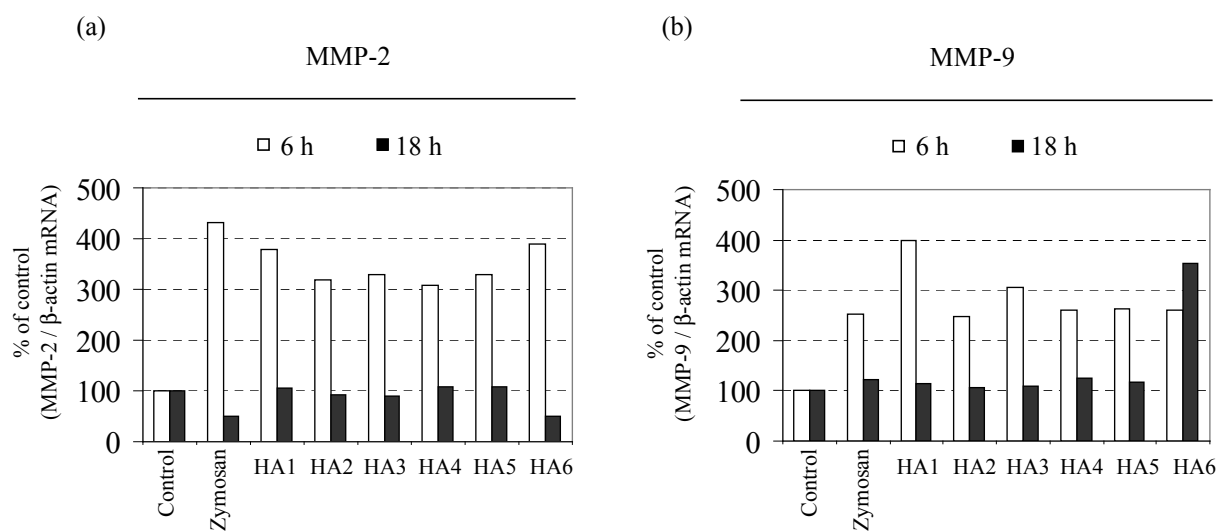 (a)
MMP-2
6 h 18 h
% of control
(MMP-2 / β-actin mRNA)
500
400
300
200
100
0
Control
Zymosan
HA1 HA2 HA3 HA4 HA5 HA6
(b)
MMP-9
6 h 18 h
% of control
(MMP-9 / β-actin mRNA)
500
400
300
200
100
0
Control
Zymosan
HA1 HA2 HA3 HA4 HA5 HA6